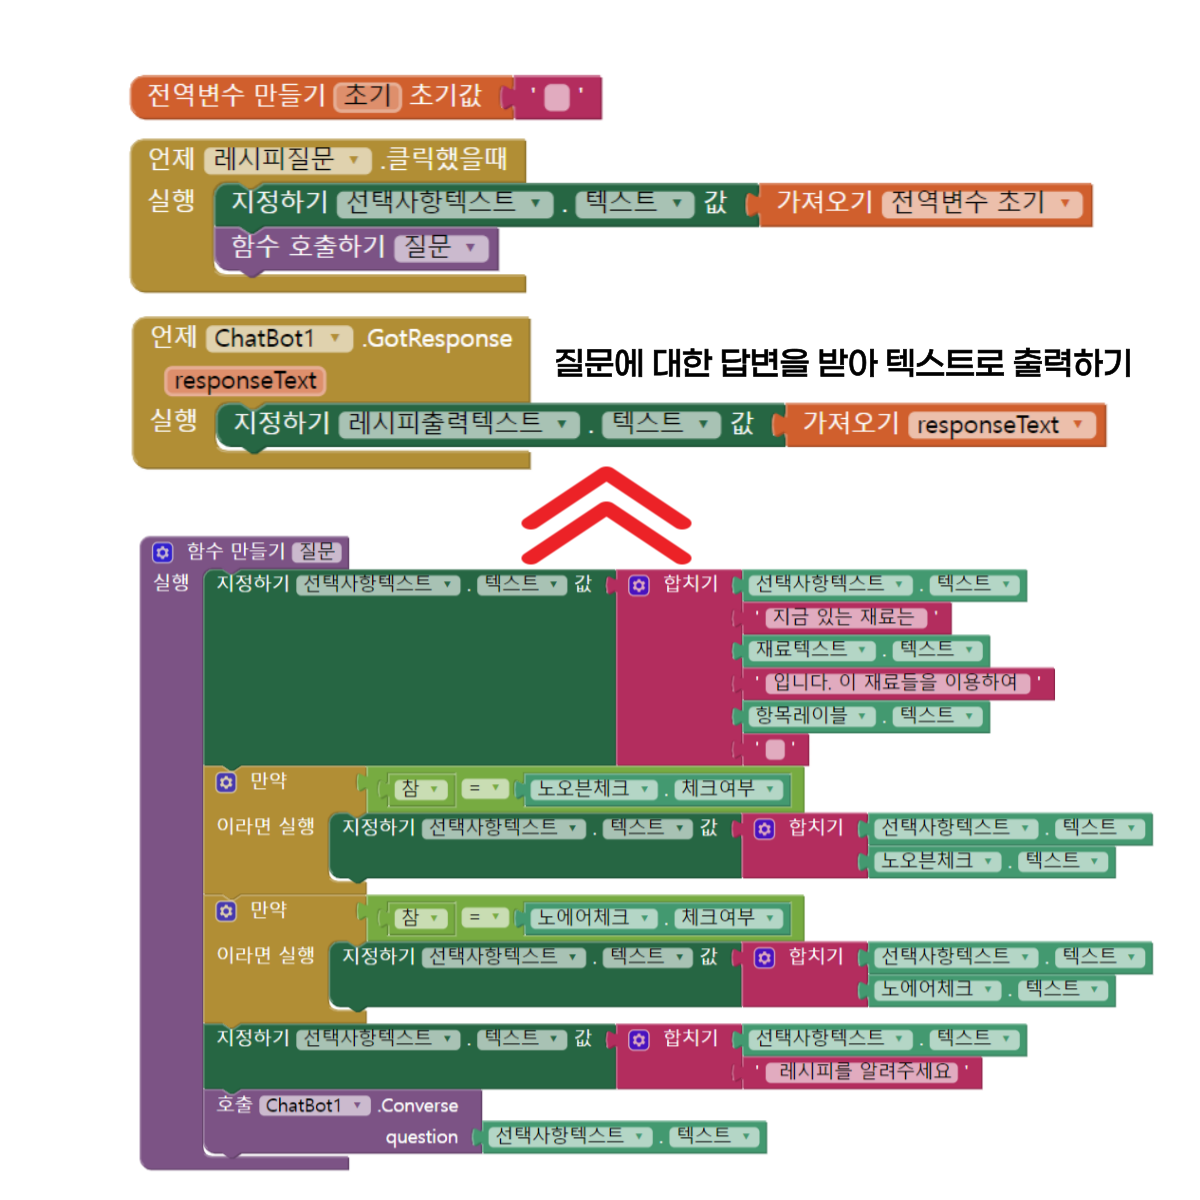 전역변수 만들기 초기 초기값 ' '
언제 레시피질문 .클릭했을때
실행 지정하기 선택사항텍스트 . 텍스트 값 가져오기 전역변수 초기
함수 호출하기 질문
언제 ChatBot1 .GotResponse
responseText
질문에 대한 답변을 받아 텍스트로 출력하기
실행 지정하기 레시피출력텍스트 . 텍스트 값 가져오기 responseText
함수 만들기 질문
실행 지정하기 선택사항텍스트 . 텍스트 값 합치기 선택사항텍스트 . 텍스트
' 지금 있는 재료는 '
재료텍스트 . 텍스트
' 입니다. 이 재료들을 이용하여 '
항목레이블 . 텍스트
' '
만약 참 = 노오븐체크 . 체크여부
이라면 실행 지정하기 선택사항텍스트 . 텍스트 값 합치기 선택사항텍스트 . 텍스트
노오븐체크 . 텍스트
만약 참 = 노에어체크 . 체크여부
이라면 실행 지정하기 선택사항텍스트 . 텍스트 값 합치기 선택사항텍스트 . 텍스트
노에어체크 . 텍스트
지정하기 선택사항텍스트 . 텍스트 값 합치기 선택사항텍스트 . 텍스트
' 레시피를 알려주세요 '
호출 ChatBot1 .Converse
question 선택사항텍스트 . 텍스트